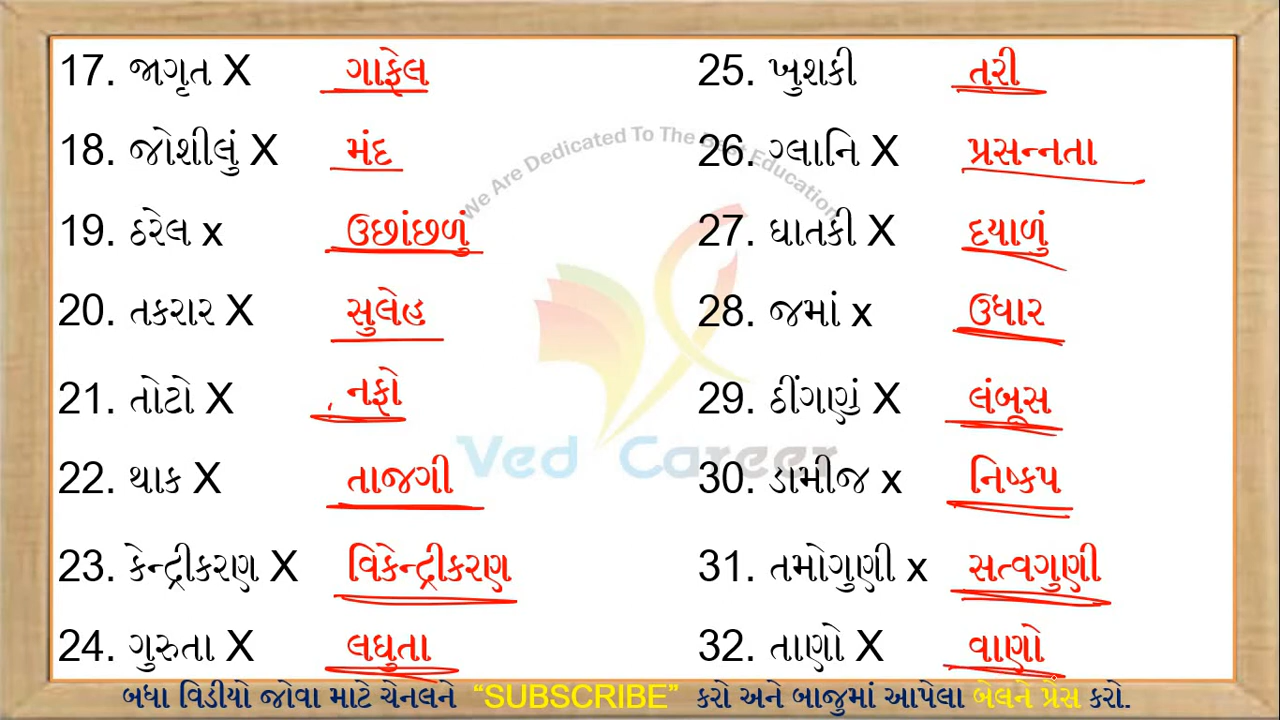 17. જાગૃત X ગાફેલ
18. જોશીલું X મંદ
19. ઠરેલ x ઉછાંછળું
20. તકરાર X સુલેહ
21. તોટો X નફો
22. થાક X તાજગી
23. કેન્દ્રીકરણ X વિકેન્દ્રીકરણ
24. ગુરુતા X લઘુતા
25. ખુશકી તરી
26. ગ્લાનિ X પ્રસન્નતા
27. ઘાતકી X દયાળું
28. જમાં x ઉધાર
29. ઠીંગણું X લંબૂસ
30. ડામીજ x નિષ્કપ
31. તમોગુણી x સત્વગુણી
32. તાણો X વાણો
We Are Dedicated To The Best Education
Ved Career
બધા વિડીયો જોવા માટે ચેનલને “SUBSCRIBE” કરો અને બાજુમાં આપેલા બેલને પ્રેસ કરો.